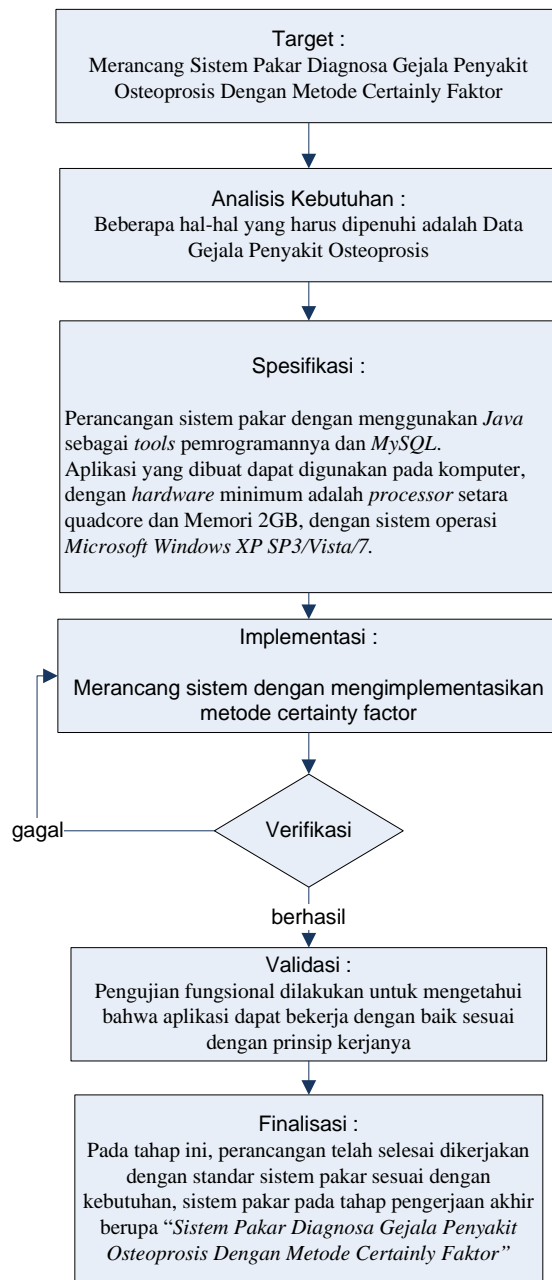 Target :
Merancang Sistem Pakar Diagnosa Gejala Penyakit
Osteoprosis Dengan Metode Certainly Faktor
Analisis Kebutuhan :
Beberapa hal-hal yang harus dipenuhi adalah Data
Gejala Penyakit Osteoprosis
Spesifikasi :
Perancangan sistem pakar dengan menggunakan Java
sebagai tools pemrogramannya dan MySQL.
Aplikasi yang dibuat dapat digunakan pada komputer,
dengan hardware minimum adalah processor setara
quadcore dan Memori 2GB, dengan sistem operasi
Microsoft Windows XP SP3/Vista/7.
Implementasi :
Merancang sistem dengan mengimplementasikan
metode certainty factor
Verifikasi
gagal
berhasil
Validasi :
Pengujian fungsional dilakukan untuk mengetahui
bahwa aplikasi dapat bekerja dengan baik sesuai
dengan prinsip kerjanya
Finalisasi :
Pada tahap ini, perancangan telah selesai dikerjakan
dengan standar sistem pakar sesuai dengan
kebutuhan, sistem pakar pada tahap pengerjaan akhir
berupa “Sistem Pakar Diagnosa Gejala Penyakit
Osteoprosis Dengan Metode Certainly Faktor”